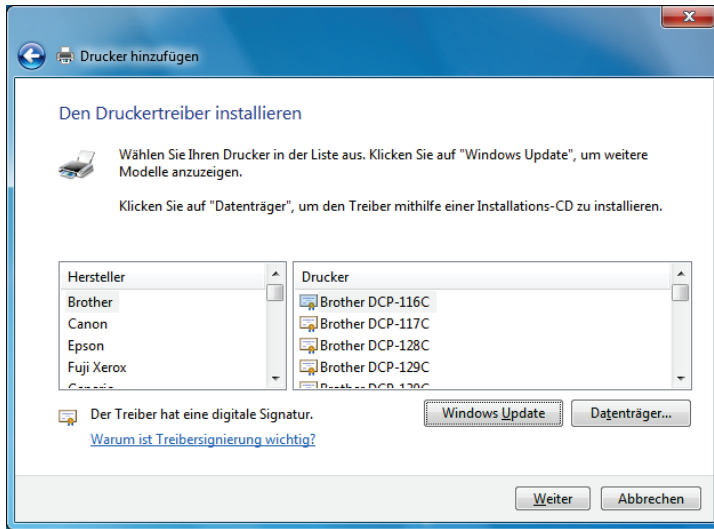 Drucker hinzufügen
Den Druckertreiber installieren
Wählen Sie Ihren Drucker in der Liste aus. Klicken Sie auf "Windows Update", um weitere
Modelle anzuzeigen.
Klicken Sie auf "Datenträger", um den Treiber mithilfe einer Installations-CD zu installieren.
Hersteller
Brother
Canon
Epson
Fuji Xerox
Drucker
Brother DCP-116C
Brother DCP-117C
Brother DCP-128C
Brother DCP-129C
Der Treiber hat eine digitale Signatur.
Warum ist Treibersignierung wichtig?
Windows Update
Datenträger...
Weiter
Abbrechen